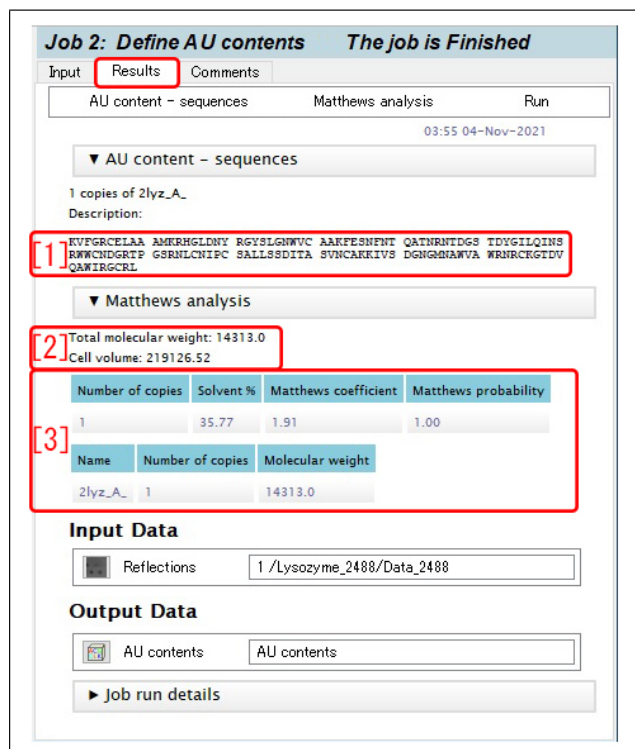 Job 2: Define AU contents The job is Finished
Input Results Comments
AU content - sequences Matthews analysis Run
03:55 04-Nov-2021
▼ AU content - sequences
1 copies of 2lyz_A_
Description:
[1]
KVFGRCELAA AMKRHGLDNY RGYSLGNWVC AAKFESNFNT QATNRNTDGS TDYGILQINS
RWWCNDGRTP GSRNLCNIPC SALLSSDITA SVNCAKKIVS DGNGMNAWVA WRNRCKGTDV
QAWIRGCRL
▼ Matthews analysis
[2]
Total molecular weight: 14313.0
Cell volume: 219126.52
[3]
Number of copies Solvent % Matthews coefficient Matthews probability
1 35.77 1.91 1.00
Name Number of copies Molecular weight
2lyz_A_ 1 14313.0
Input Data
Reflections 1 /Lysozyme_2488/Data_2488
Output Data
AU contents AU contents
► Job run details